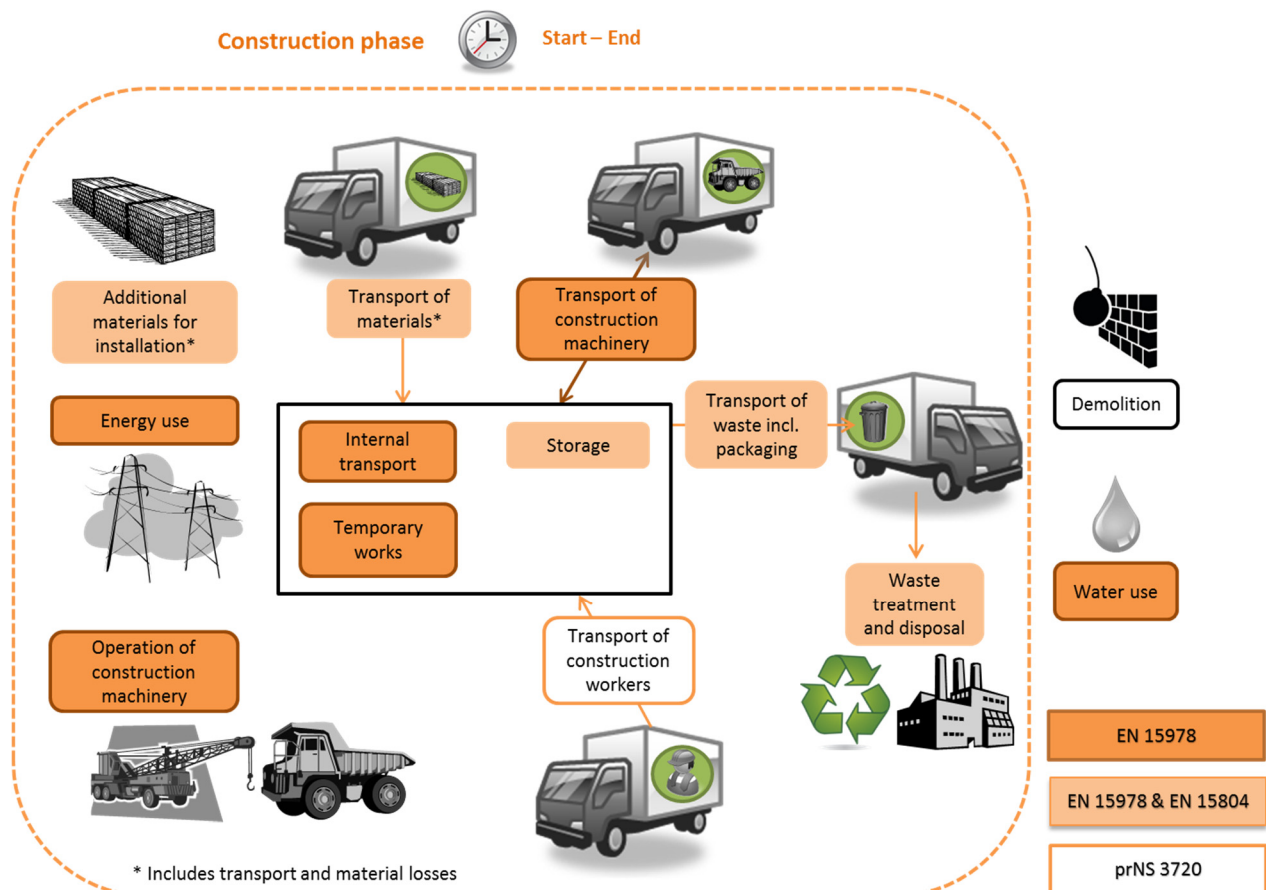 Construction phase
Start – End
Additional
materials for
installation*
Transport of
materials*
Transport of
construction
machinery
Energy use
Internal
transport
Storage
Transport of
waste incl.
packaging
Demolition
Temporary
works
Waste
treatment
and disposal
Water use
Operation of
construction
machinery
Transport of
construction
workers
EN 15978
EN 15978 & EN 15804
prNS 3720
* Includes transport and material losses